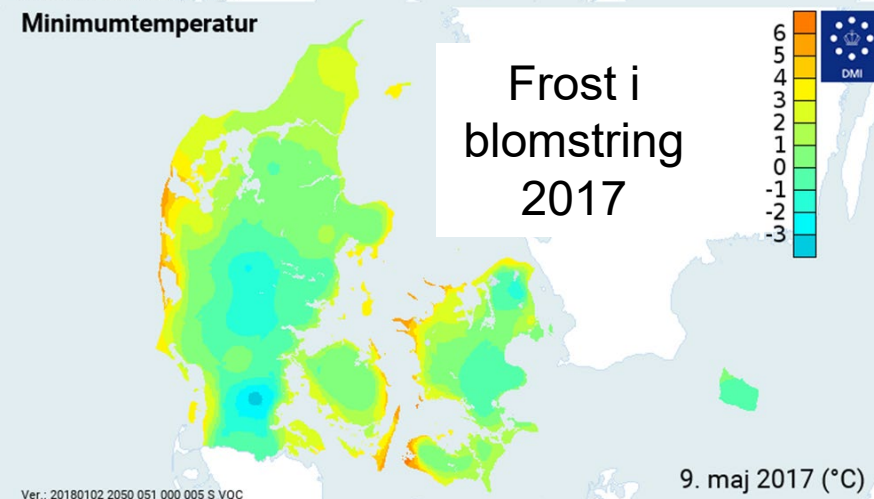 Minimumtemperatur
Frost i
blomstring
2017
6
5
4
3
2
1
0
-1
-2
-3
DMI
9. maj 2017 (°C)
Ver.: 20180102 2050 051 000 005 S VOC